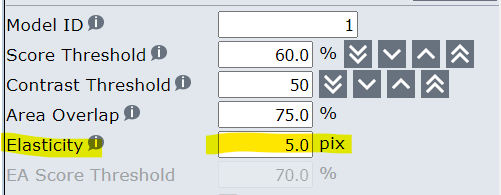 Model ID 1
Score Threshold 60.0 %
Contrast Threshold 50
Area Overlap 75.0 %
Elasticity 5.0 pix
EA Score Threshold 70.0 %